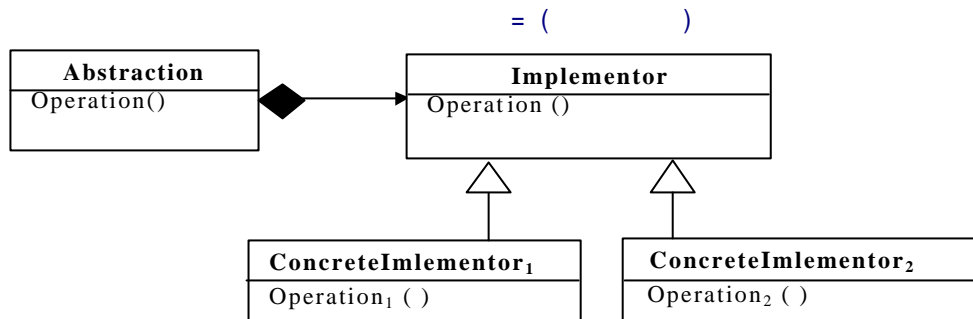 = ( )
Abstraction
Operation()
Implementor
Operation ()
ConcreteImlementor₁
Operation₁ ( )
ConcreteImlementor₂
Operation₂ ( )